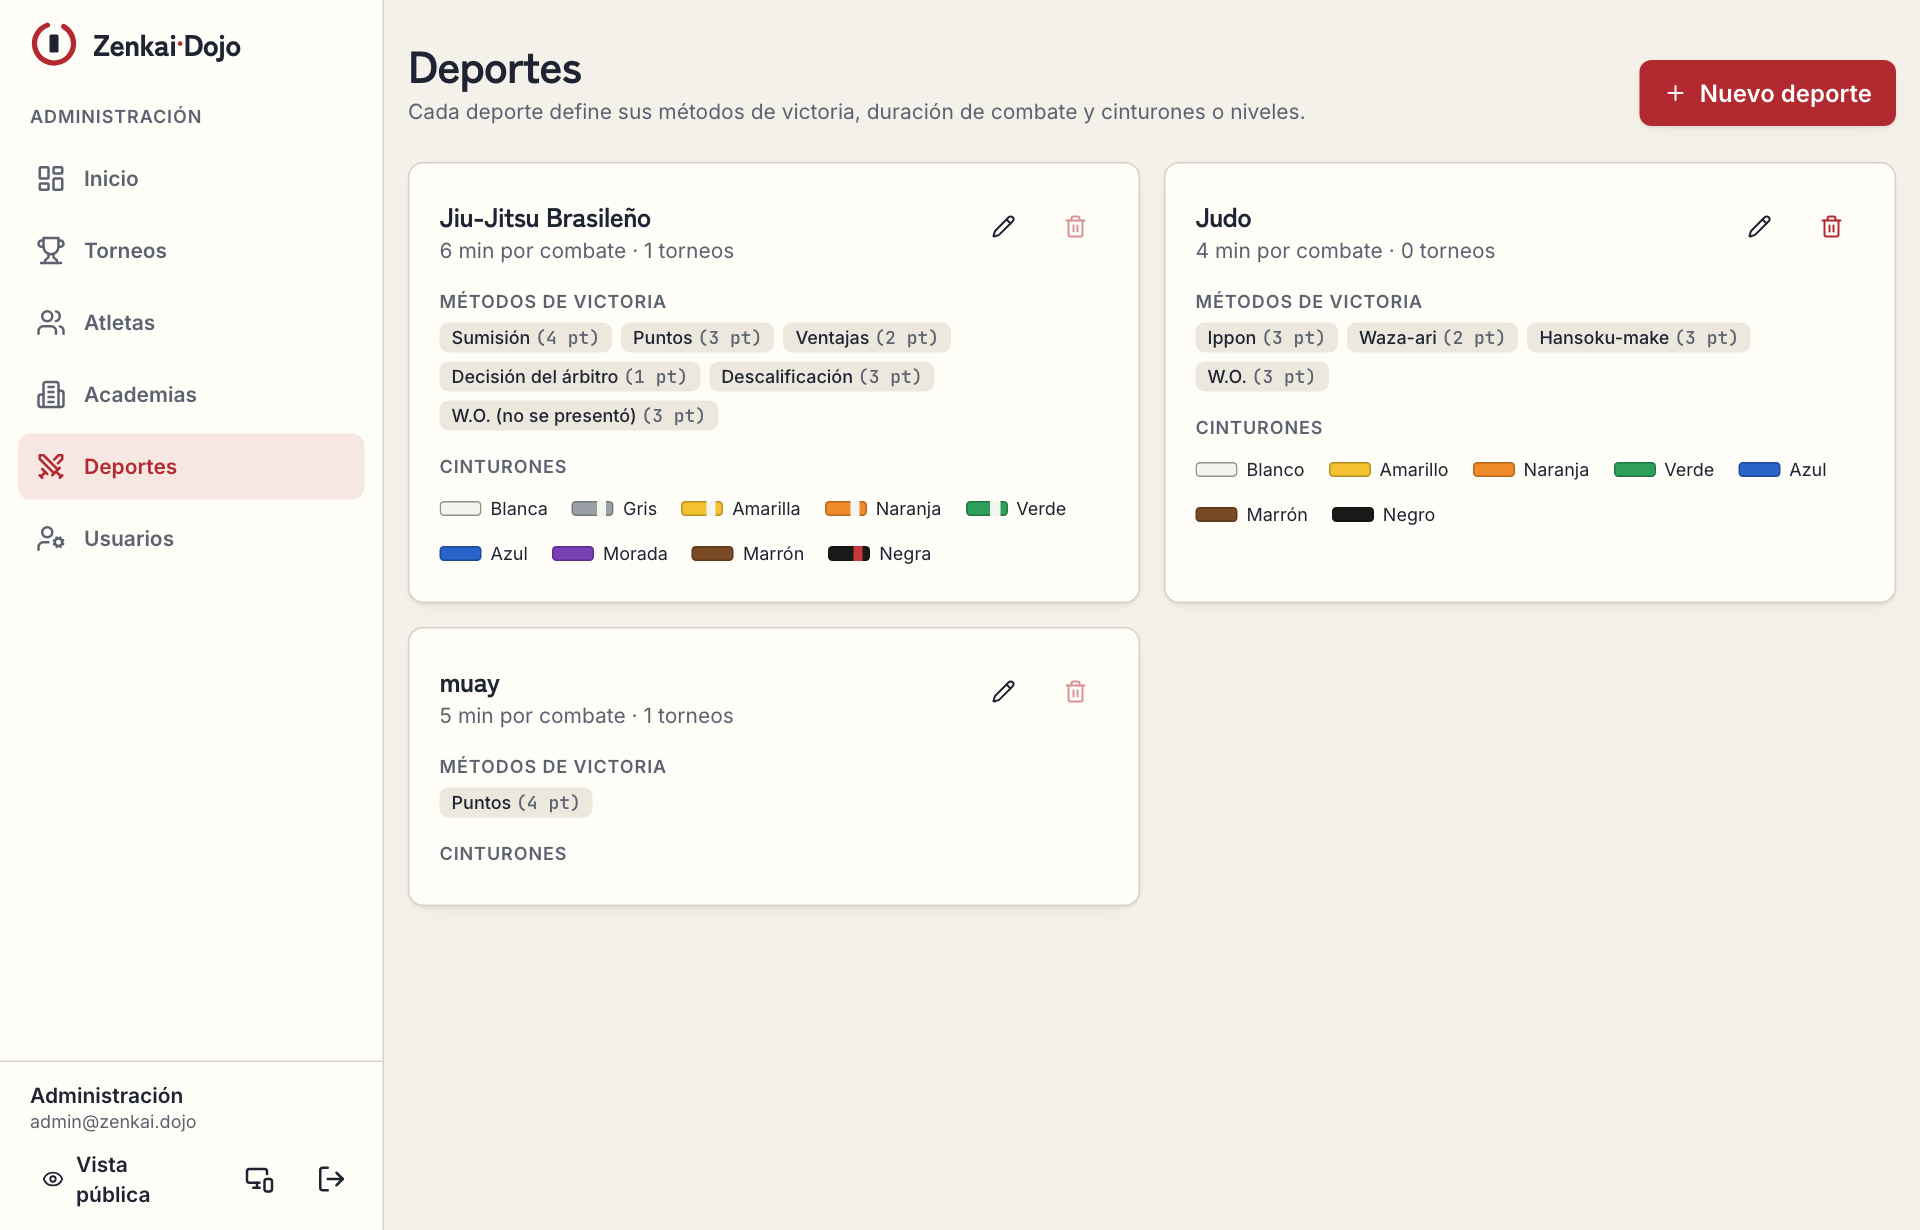 Zenkai·Dojo
ADMINISTRACIÓN
Inicio
Torneos
Atletas
Academias
Deportes
Usuarios
Administración
admin@zenkai.dojo
Vista
pública
Deportes
Cada deporte define sus métodos de victoria, duración de combate y cinturones o niveles.
+ Nuevo deporte
Jiu-Jitsu Brasileño
6 min por combate · 1 torneos
MÉTODOS DE VICTORIA
Sumisión (4 pt) Puntos (3 pt) Ventajas (2 pt)
Decisión del árbitro (1 pt) Descalificación (3 pt)
W.O. (no se presentó) (3 pt)
CINTURONES
Blanca Gris Amarilla Naranja Verde
Azul Morada Marrón Negra
Judo
4 min por combate · 0 torneos
MÉTODOS DE VICTORIA
Ippon (3 pt) Waza-ari (2 pt) Hansoku-make (3 pt)
W.O. (3 pt)
CINTURONES
Blanco Amarillo Naranja Verde Azul
Marrón Negro
muay
5 min por combate · 1 torneos
MÉTODOS DE VICTORIA
Puntos (4 pt)
CINTURONES